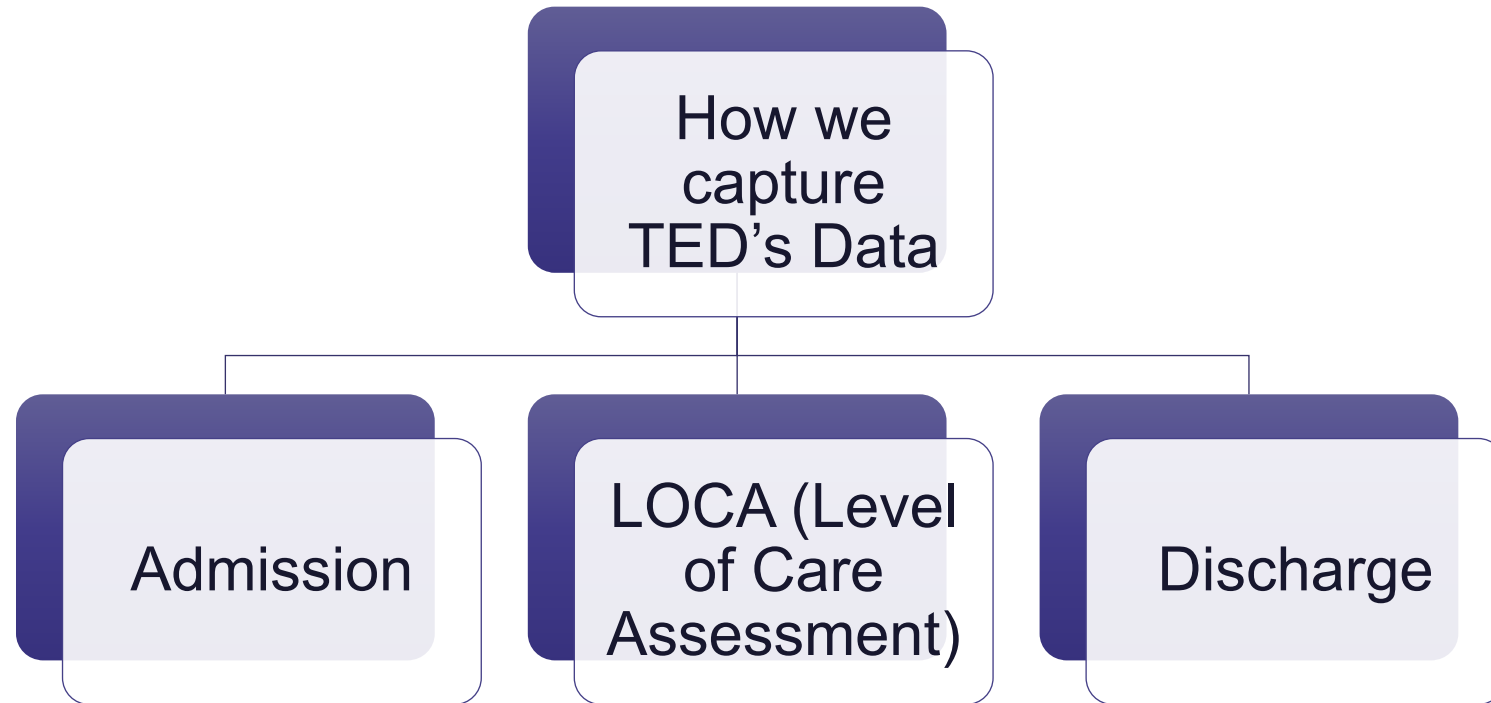 How we
capture
TED’s Data
Admission
LOCA (Level
of Care
Assessment)
Discharge